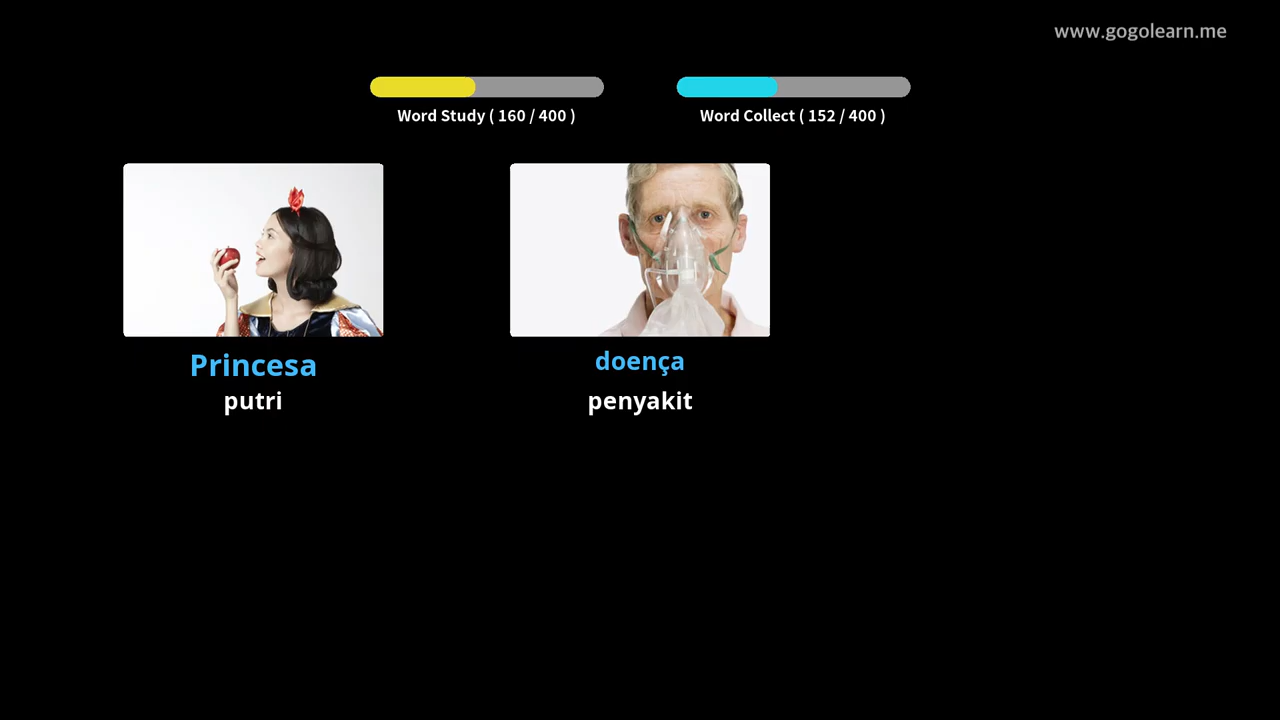 www.gogolearn.me
Word Study ( 160 / 400 )
Word Collect ( 152 / 400 )
Princesa
putri
doença
penyakit